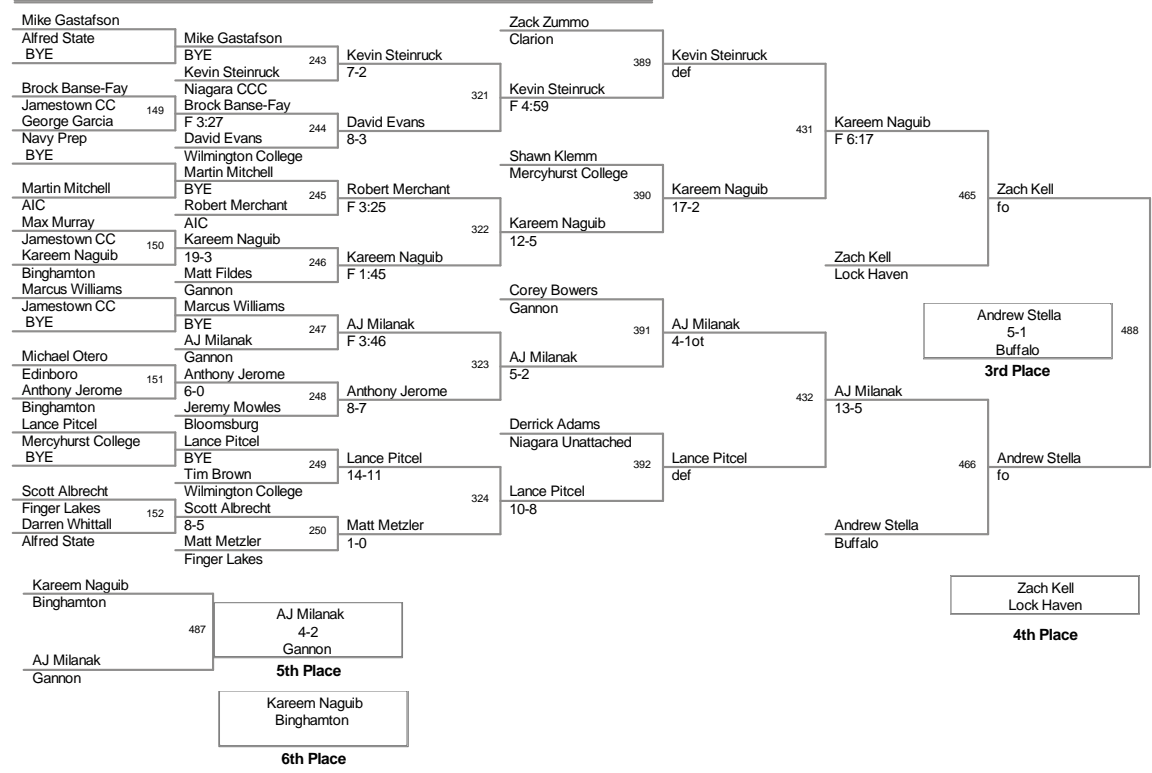 Mike Gastafson
Alfred State
BYE
Brock Banse-Fay
Jamestown CC
149
George Garcia
Navy Prep
BYE
Martin Mitchell
AIC
Max Murray
Jamestown CC
150
Kareem Naguib
Binghamton
Marcus Williams
Jamestown CC
BYE
Michael Otero
Edinboro
151
Anthony Jerome
Binghamton
Lance Pitcel
Mercyhurst College
BYE
Scott Albrecht
Finger Lakes
152
Darren Whittall
Alfred State
Mike Gastafson
BYE
243
Kevin Steinruck
Niagara CCC
Brock Banse-Fay
F 3:27
244
David Evans
Wilmington College
Martin Mitchell
BYE
245
Robert Merchant
AIC
Kareem Naguib
19-3
246
Matt Fildes
Gannon
Marcus Williams
BYE
247
AJ Milanak
Gannon
Anthony Jerome
6-0
248
Jeremy Mowles
Bloomsburg
Lance Pitcel
BYE
249
Tim Brown
Wilmington College
Scott Albrecht
8-5
250
Matt Metzler
Finger Lakes
Kevin Steinruck
7-2
321
David Evans
8-3
Robert Merchant
F 3:25
322
Kareem Naguib
F 1:45
AJ Milanak
F 3:46
323
Anthony Jerome
8-7
Lance Pitcel
14-11
324
Matt Metzler
1-0
Zack Zummo
Clarion
389
Kevin Steinruck
F 4:59
Shawn Klemm
Mercyhurst College
390
Kareem Naguib
12-5
Corey Bowers
Gannon
391
AJ Milanak
5-2
Derrick Adams
Niagara Unattached
392
Lance Pitcel
10-8
Kevin Steinruck
def
431
Kareem Naguib
17-2
AJ Milanak
4-1ot
432
Lance Pitcel
def
Kareem Naguib
F 6:17
465
Zach Kell
Lock Haven
AJ Milanak
13-5
466
Andrew Stella
Buffalo
Zach Kell
fo
488
Andrew Stella
fo
Andrew Stella
5-1
Buffalo
3rd Place
Zach Kell
Lock Haven
4th Place
Kareem Naguib
Binghamton
487
AJ Milanak
Gannon
AJ Milanak
4-2
Gannon
5th Place
Kareem Naguib
Binghamton
6th Place